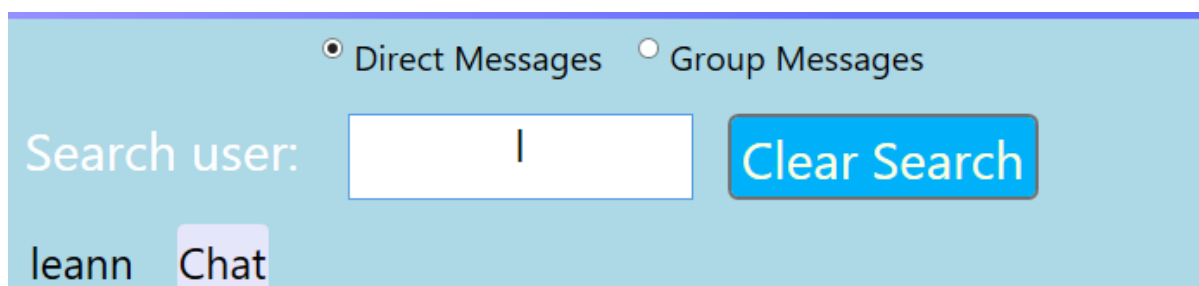 Direct Messages Group Messages
Search user: l Clear Search
leann Chat